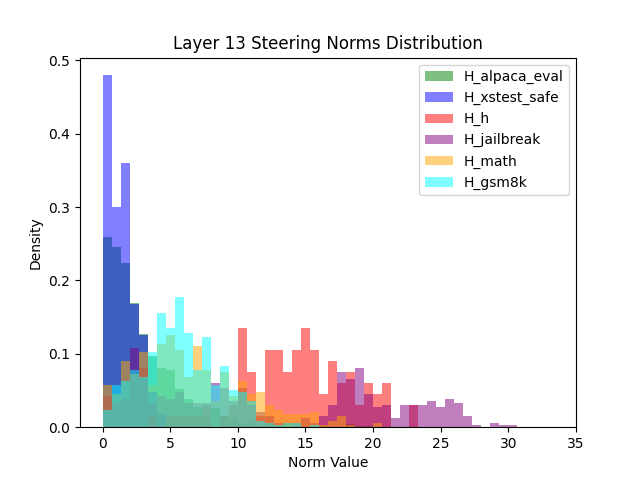 Layer 13 Steering Norms Distribution
0.5
0.4
0.3
0.2
0.1
0.0
Density
H_alpaca_eval
H_xstest_safe
H_h
H_jailbreak
H_math
H_gsm8k
0 5 10 15 20 25 30 35
Norm Value